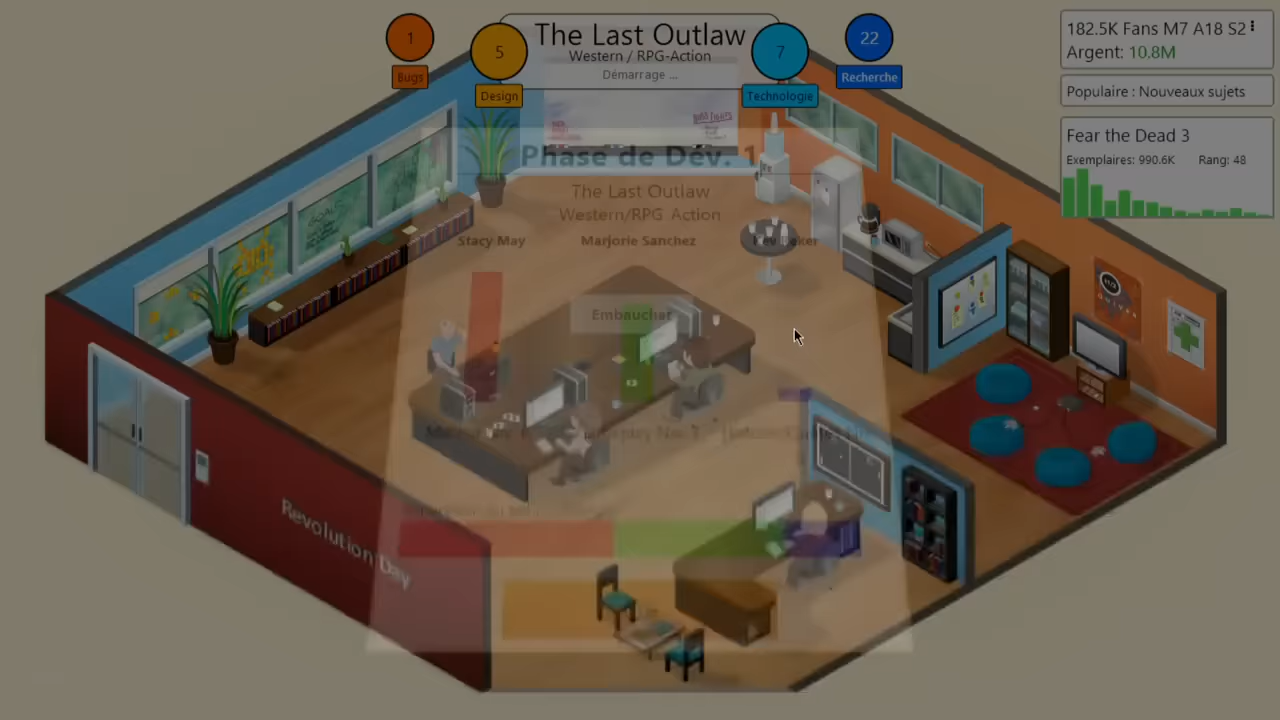 1
Bugs
5
Design
The Last Outlaw
Western / RPG-Action
Démarrage ...
7
Technologie
22
Recherche
182.5K Fans M7 A18 S2
Argent: 10.8M
Populaire : Nouveaux sujets
Fear the Dead 3
Exemplaires: 990.6K Rang: 48
Phase de Dév. 1
The Last Outlaw
Western/RPG Action
Stacy May
Marjorie Sanchez
Embaucher
Revolution Day